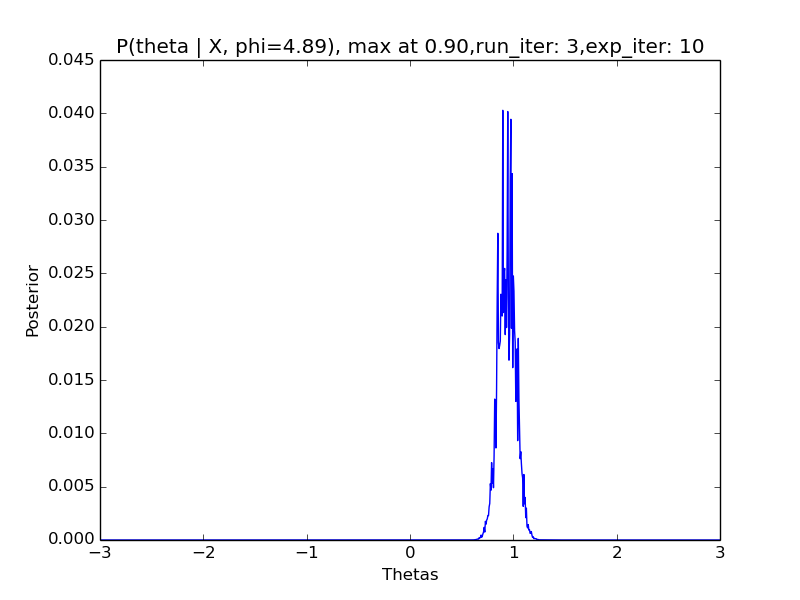 P(theta | X, phi=4.89), max at 0.90,run_iter: 3,exp_iter: 10
0.045
0.040
0.035
0.030
0.025
0.020
0.015
0.010
0.005
0.000
Posterior
−3 −2 −1 0 1 2 3
Thetas